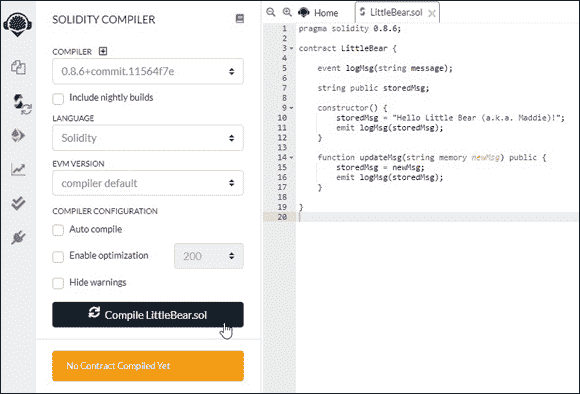 SOLIDITY COMPILER
COMPILER
0.8.6+commit.11564f7e
Include nightly builds
LANGUAGE
Solidity
EVM VERSION
compiler default
COMPILER CONFIGURATION
Auto compile
Enable optimization 200
Hide warnings
Compile LittleBear.sol
No Contract Compiled Yet
Home LittleBear.sol
1 pragma solidity 0.8.6;
2
3 contract LittleBear {
4
5 event logMsg(string message);
6
7 string public storedMsg;
8
9 constructor() {
10 storedMsg = "Hello Little Bear (a.k.a. Maddie)!";
11 emit logMsg(storedMsg);
12 }
13
14 function updateMsg(string memory newMsg) public {
15 storedMsg = newMsg;
16 emit logMsg(storedMsg);
17 }
18
19 }
20